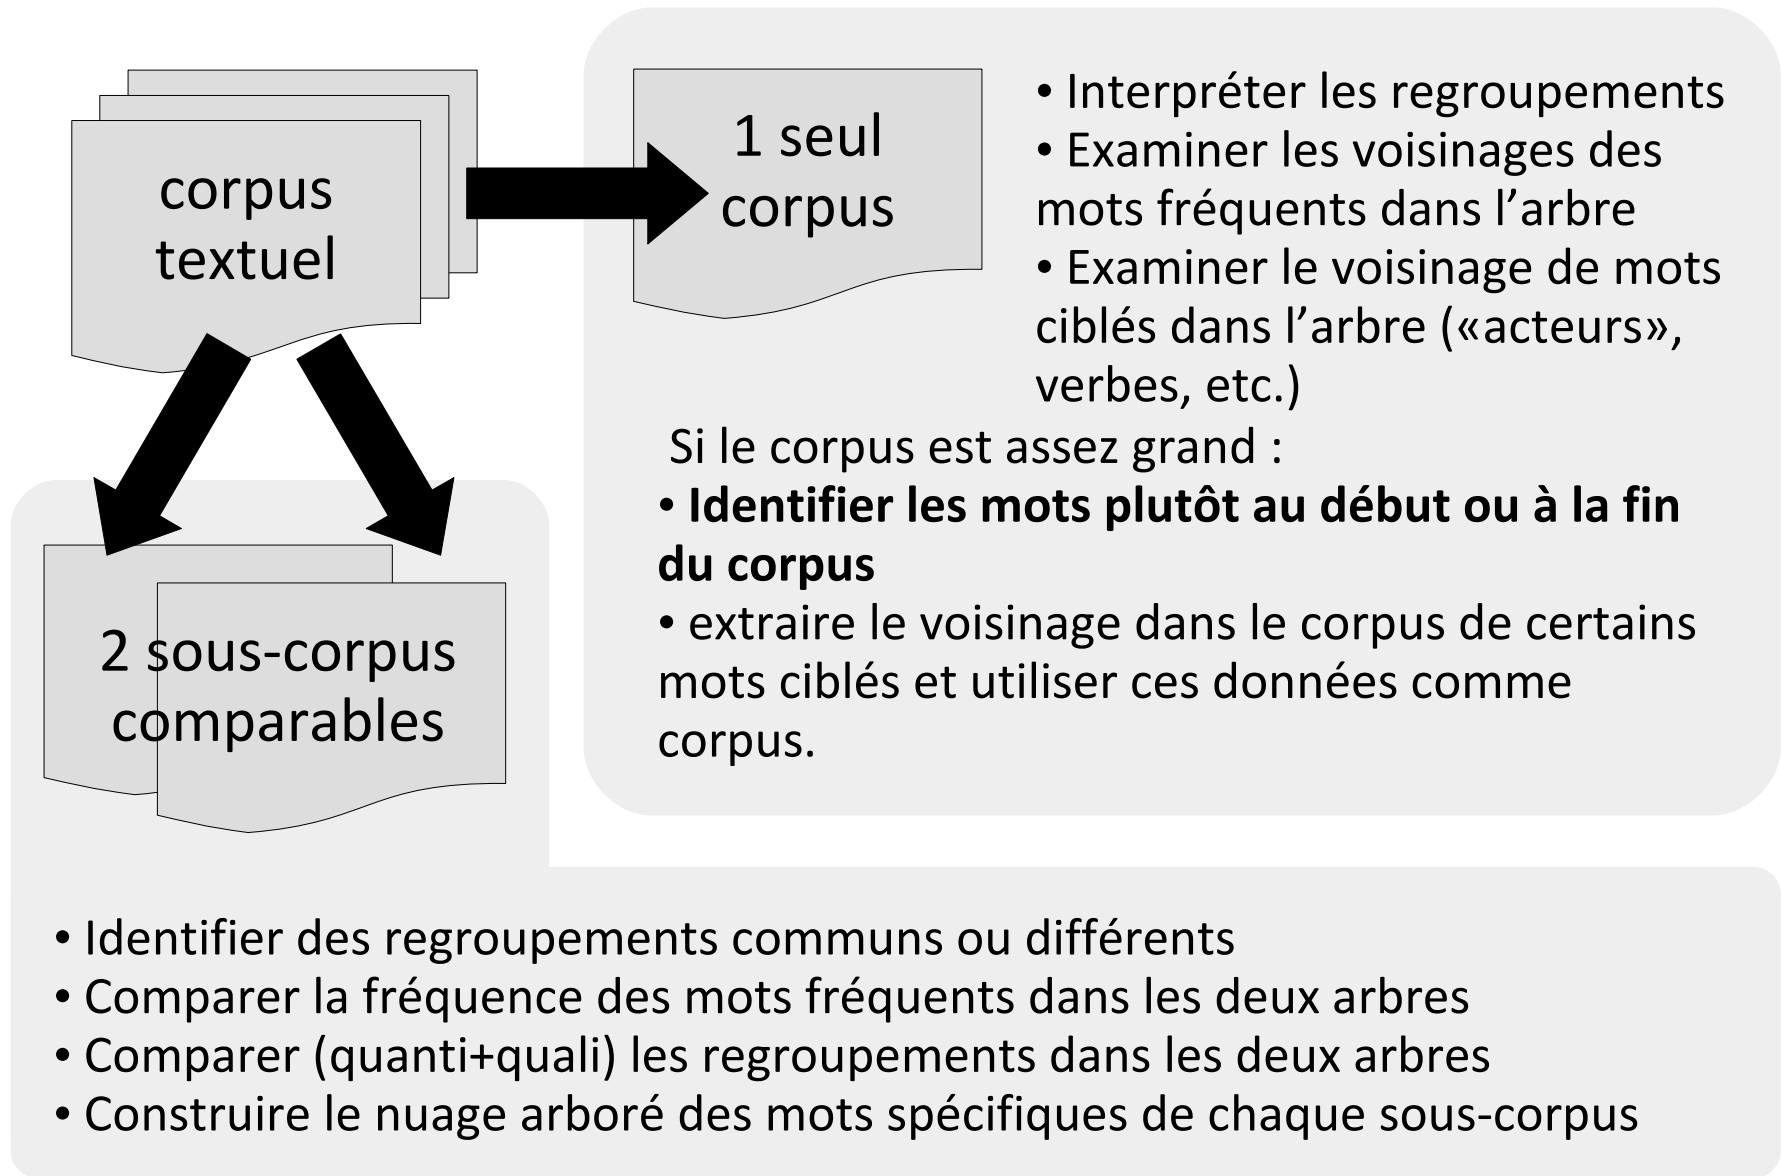 corpus
textuel
1 seul
corpus
• Interpréter les regroupements
• Examiner les voisinages des
mots fréquents dans l’arbre
• Examiner le voisinage de mots
ciblés dans l’arbre («acteurs»,
verbes, etc.)
Si le corpus est assez grand :
• Identifier les mots plutôt au début ou à la fin
du corpus
• extraire le voisinage dans le corpus de certains
mots ciblés et utiliser ces données comme
corpus.
2 sous-corpus
comparables
• Identifier des regroupements communs ou différents
• Comparer la fréquence des mots fréquents dans les deux arbres
• Comparer (quanti+quali) les regroupements dans les deux arbres
• Construire le nuage arboré des mots spécifiques de chaque sous-corpus